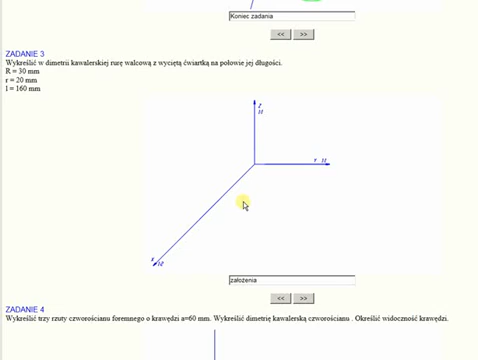 Koniec zadania
<< >>
ZADANIE 3
Wykreślić w dimetrii kawalerskiej rurę walcową z wyciętą ćwiartką na połowie jej długości.
R = 30 mm
r = 20 mm
l = 160 mm
z
założenia
<< >>
ZADANIE 4
Wykreślić trzy rzuty czworościanu foremnego o krawędzi a=60 mm. Wykreślić dimetrię kawalerską czworościanu . Określić widoczność krawędzi.